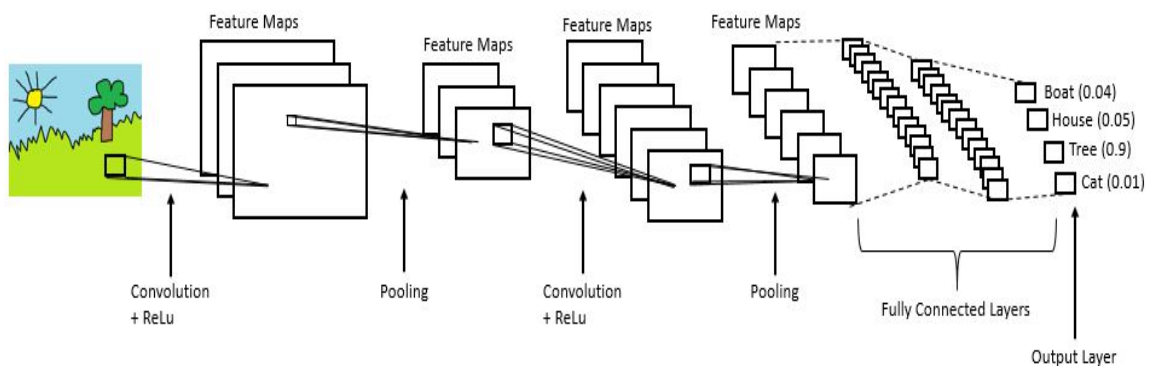 Feature Maps
Feature Maps
Feature Maps
Feature Maps
Boat (0.04)
House (0.05)
Tree (0.9)
Cat (0.01)
Convolution
+ ReLu
Pooling
Convolution
+ ReLu
Pooling
Fully Connected Layers
Output Layer